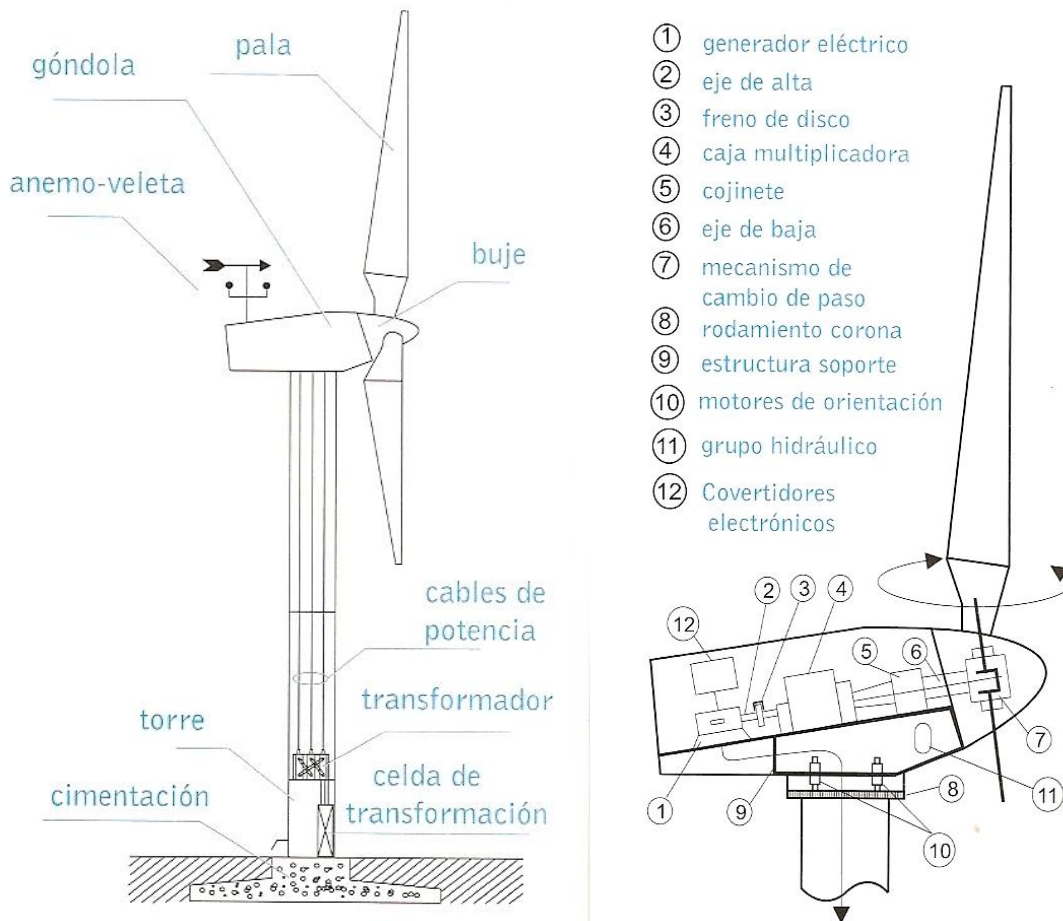 pala
góndola
anemo-veleta
buje
cables de
potencia
transformador
torre
celda de
transformación
cimentación
1 generador eléctrico
2 eje de alta
3 freno de disco
4 caja multiplicadora
5 cojinete
6 eje de baja
7 mecanismo de
cambio de paso
8 rodamiento corona
9 estructura soporte
10 motores de orientación
11 grupo hidráulico
12 Covertidores
electrónicos
2
3
4
12
5
6
7
1
9
8
11
10